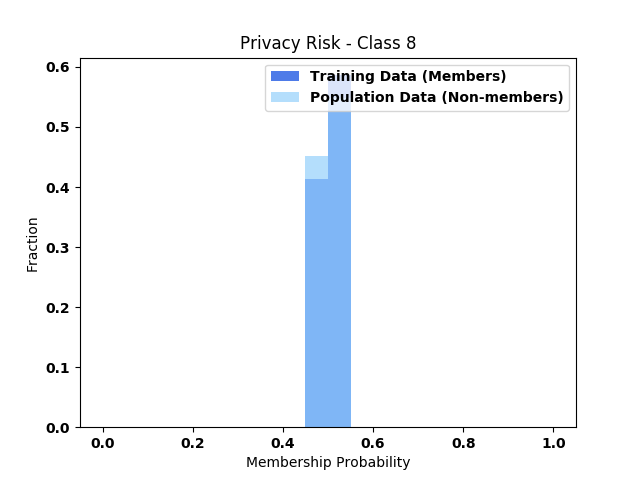 Privacy Risk - Class 8
Training Data (Members)
Population Data (Non-members)
Fraction
0.6
0.5
0.4
0.3
0.2
0.1
0.0
0.0 0.2 0.4 0.6 0.8 1.0
Membership Probability